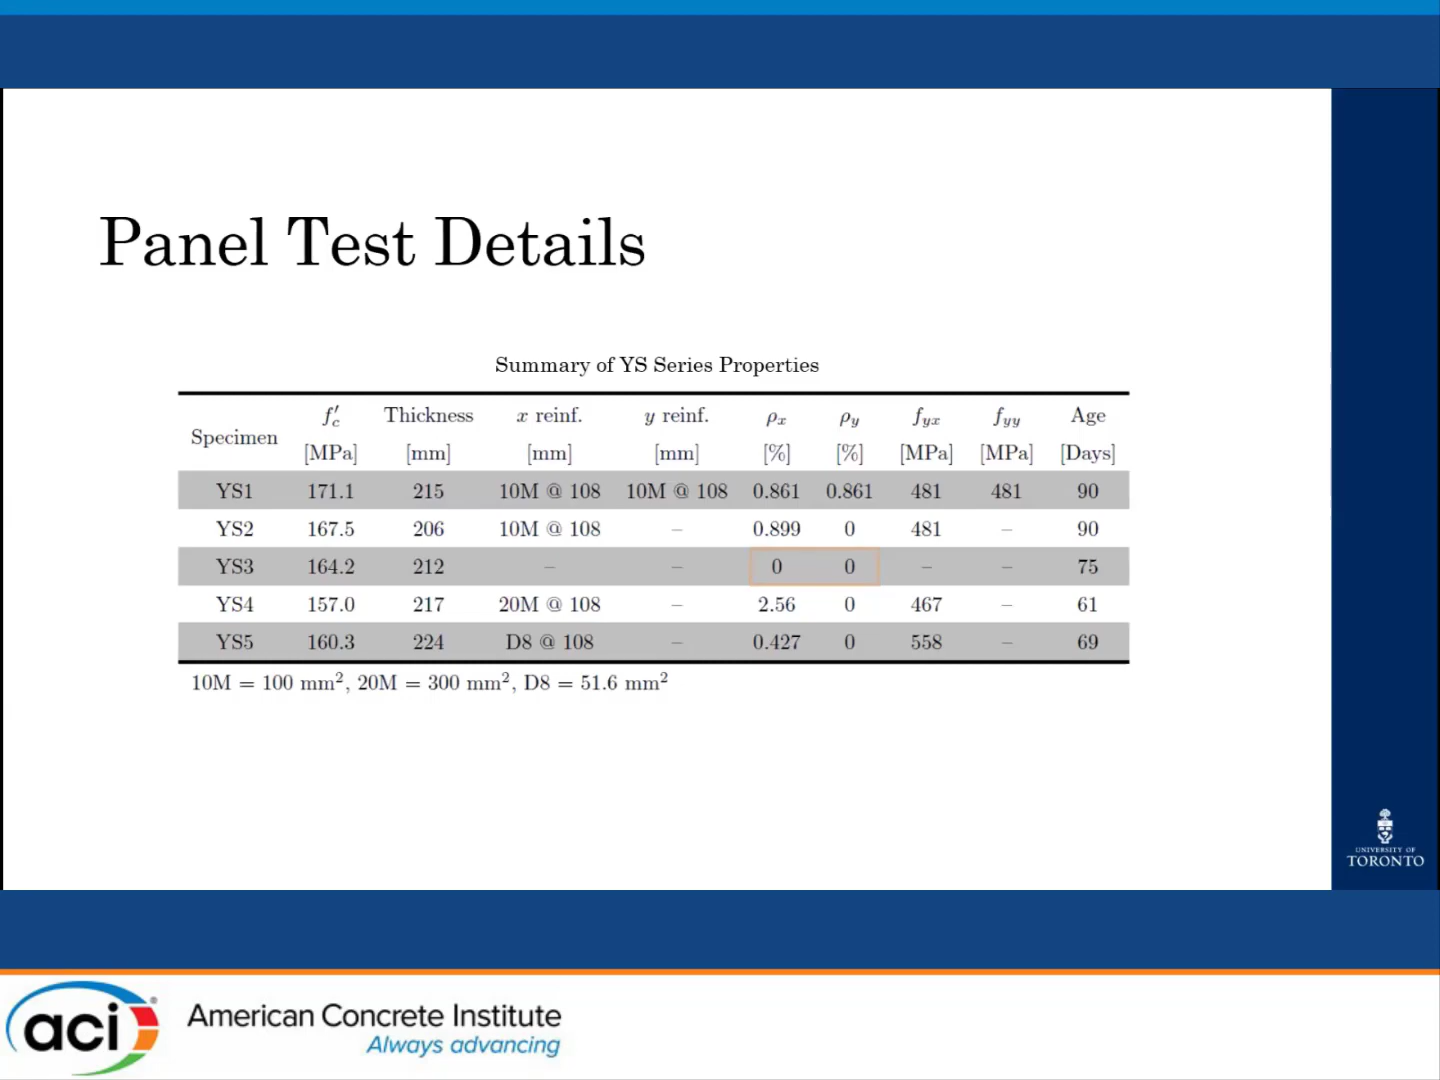 Panel Test Details
Summary of YS Series Properties
Specimen f′c Thickness x reinf. y reinf. ρx ρy fyx fyy Age
[MPa] [mm] [mm] [mm] [%] [%] [MPa] [MPa] [Days]
YS1 171.1 215 10M @ 108 10M @ 108 0.861 0.861 481 481 90
YS2 167.5 206 10M @ 108 – 0.899 0 481 – 90
YS3 164.2 212 – – 0 0 – – 75
YS4 157.0 217 20M @ 108 – 2.56 0 467 – 61
YS5 160.3 224 D8 @ 108 – 0.427 0 558 – 69
10M = 100 mm², 20M = 300 mm², D8 = 51.6 mm²
UNIVERSITY OF
TORONTO
aci
American Concrete Institute
Always advancing